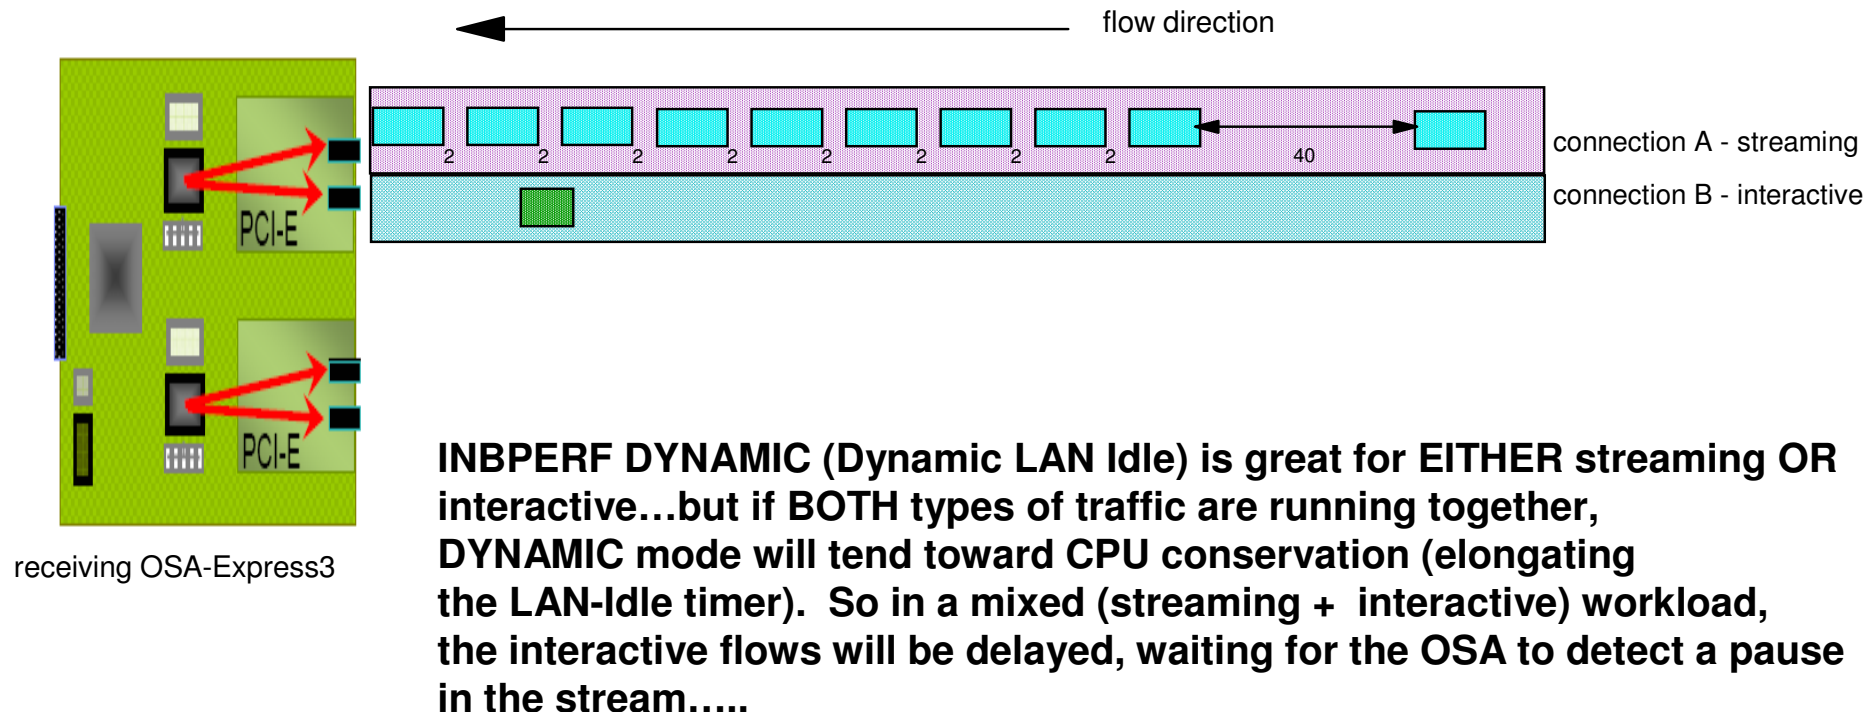 flow direction
2 2 2 2 2 2 2 2 40
connection A - streaming
connection B - interactive
PCI-E
PCI-E
receiving OSA-Express3
INBPERF DYNAMIC (Dynamic LAN Idle) is great for EITHER streaming OR
interactive…but if BOTH types of traffic are running together,
DYNAMIC mode will tend toward CPU conservation (elongating
the LAN-Idle timer).  So in a mixed (streaming +  interactive) workload,
the interactive flows will be delayed, waiting for the OSA to detect a pause
in the stream…..